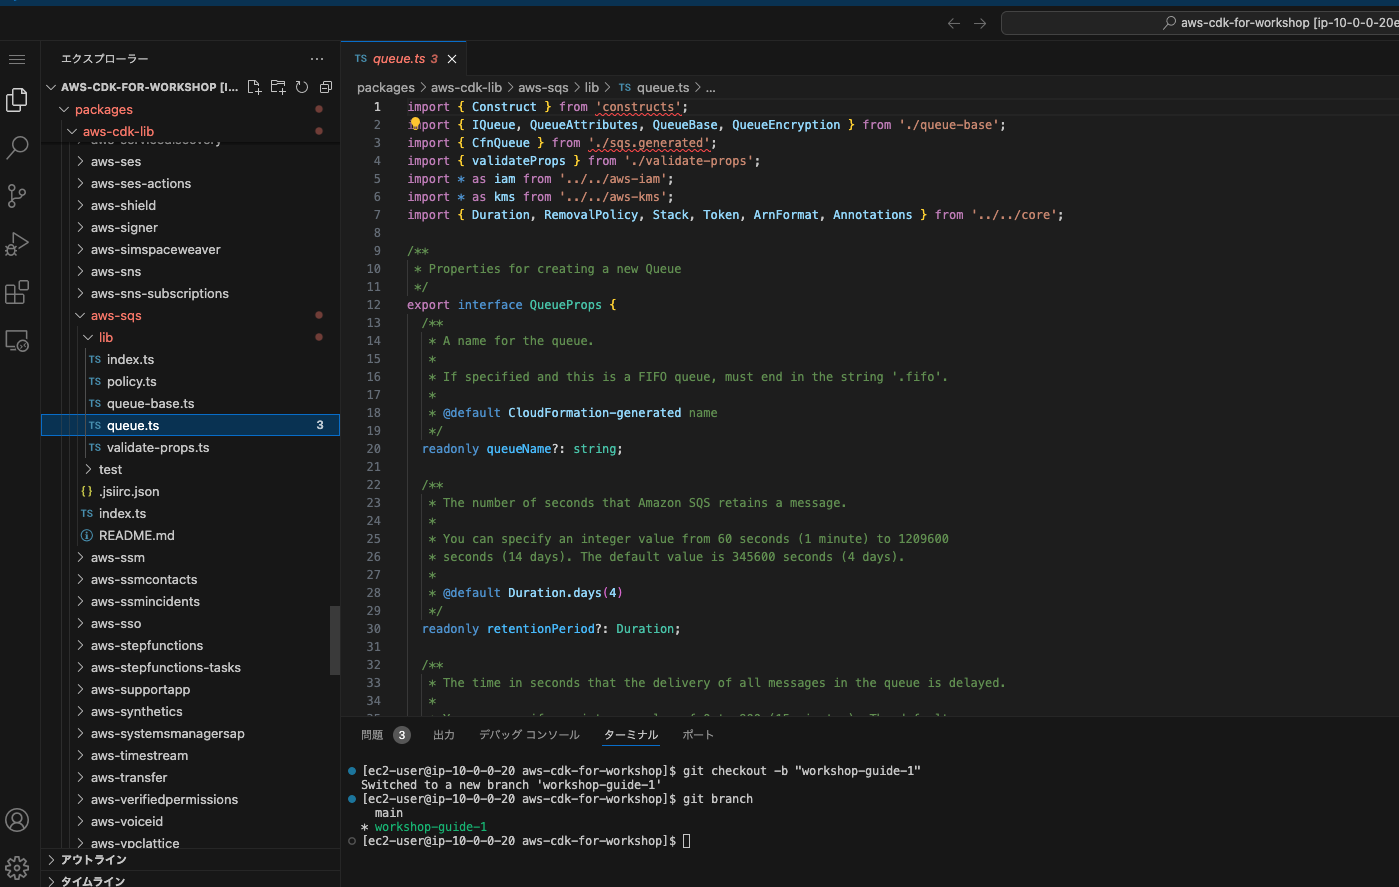 aws-cdk-for-workshop [ip-10-0-0-20e
エクスプローラー
AWS-CDK-FOR-WORKSHOP [I...
packages
aws-cdk-lib
aws-servicediscovery
aws-ses
aws-ses-actions
aws-shield
aws-signer
aws-simspaceweaver
aws-sns
aws-sns-subscriptions
aws-sqs
lib
TS index.ts
TS policy.ts
TS queue-base.ts
TS queue.ts 3
TS validate-props.ts
test
{} .jsiirc.json
TS index.ts
README.md
aws-ssm
aws-ssmcontacts
aws-ssmincidents
aws-sso
aws-stepfunctions
aws-stepfunctions-tasks
aws-supportapp
aws-synthetics
aws-systemsmanagersap
aws-timestream
aws-transfer
aws-verifiedpermissions
aws-voiceid
aws-vpclattice
アウトライン
タイムライン
TS queue.ts 3
packages > aws-cdk-lib > aws-sqs > lib > TS queue.ts > ...
1 import { Construct } from 'constructs';
2 import { IQueue, QueueAttributes, QueueBase, QueueEncryption } from './queue-base';
3 import { CfnQueue } from './sqs.generated';
4 import { validateProps } from './validate-props';
5 import * as iam from '../../aws-iam';
6 import * as kms from '../../aws-kms';
7 import { Duration, RemovalPolicy, Stack, Token, ArnFormat, Annotations } from '../../core';
8
9 /**
10 * Properties for creating a new Queue
11 */
12 export interface QueueProps {
13 /**
14 * A name for the queue.
15 *
16 * If specified and this is a FIFO queue, must end in the string '.fifo'.
17 *
18 * @default CloudFormation-generated name
19 */
20 readonly queueName?: string;
21
22 /**
23 * The number of seconds that Amazon SQS retains a message.
24 *
25 * You can specify an integer value from 60 seconds (1 minute) to 1209600
26 * seconds (14 days). The default value is 345600 seconds (4 days).
27 *
28 * @default Duration.days(4)
29 */
30 readonly retentionPeriod?: Duration;
31
32 /**
33 * The time in seconds that the delivery of all messages in the queue is delayed.
34 *
問題 3 出力 デバッグ コンソール ターミナル ポート
[ec2-user@ip-10-0-0-20 aws-cdk-for-workshop]$ git checkout -b "workshop-guide-1"
Switched to a new branch 'workshop-guide-1'
[ec2-user@ip-10-0-0-20 aws-cdk-for-workshop]$ git branch
main
* workshop-guide-1
[ec2-user@ip-10-0-0-20 aws-cdk-for-workshop]$